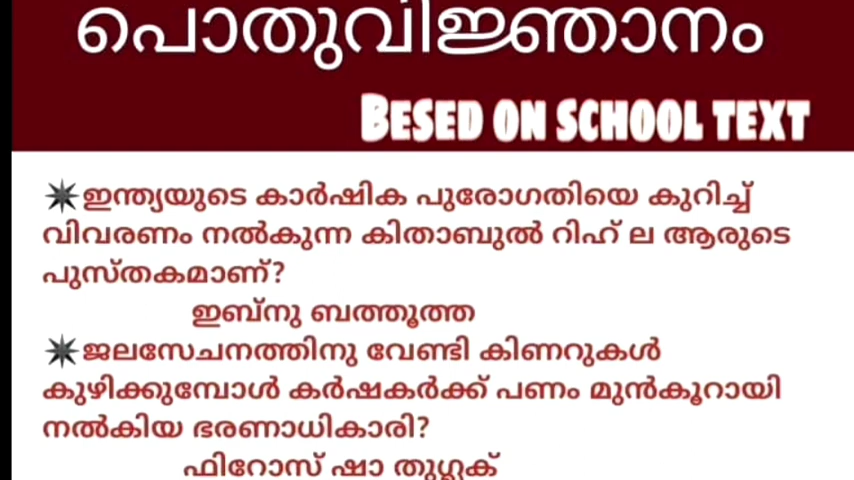 പൊതുവിജ്ഞാനം
BESED ON SCHOOL TEXT
ഇന്ത്യയുടെ കാർഷിക പുരോഗതിയെ കുറിച്ച്
വിവരണം നൽകുന്ന കിതാബുൽ റിഹ് ല ആരുടെ
പുസ്തകമാണ്?
ഇബ്നു ബത്തൂത്ത
ജലസേചനത്തിനു വേണ്ടി കിണറുകൾ
കുഴിക്കുമ്പോൾ കർഷകർക്ക് പണം മുൻകൂറായി
നൽകിയ ഭരണാധികാരി?
ഫിറോസ് ഷാ തുഗ്ലക്